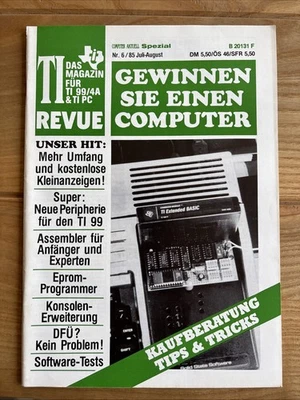 TI
DAS
MAGAZIN
FÜR
TI 99/4A
& TI PC
REVUE
COMPUTER AKTUELL Spezial
Nr. 6/85 Juli-August
B 20131 F
DM 5,50/ÖS 46/SFR 5,50
GEWINNEN
SIE EINEN
COMPUTER
UNSER HIT:
Mehr Umfang
und kostenlose
Kleinanzeigen!
Super:
Neue Peripherie
für den TI 99
Assembler für
Anfänger und
Experten
Eprom-
Programmer
Konsolen-
Erweiterung
DFÜ?
Kein Problem!
Software-Tests
TI Extended BASIC
KAUFBERATUNG
TIPS & TRICKS
Solid State Software